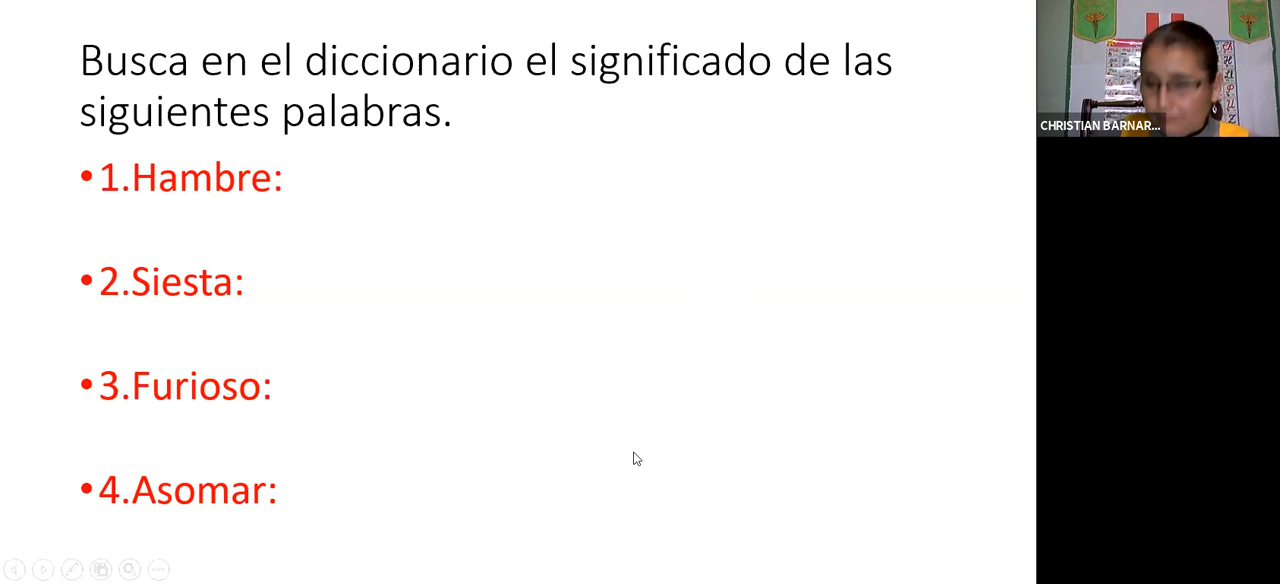 Busca en el diccionario el significado de las
siguientes palabras.
•1.Hambre:
•2.Siesta:
•3.Furioso:
•4.Asomar:
CHRISTIAN BARNAR...